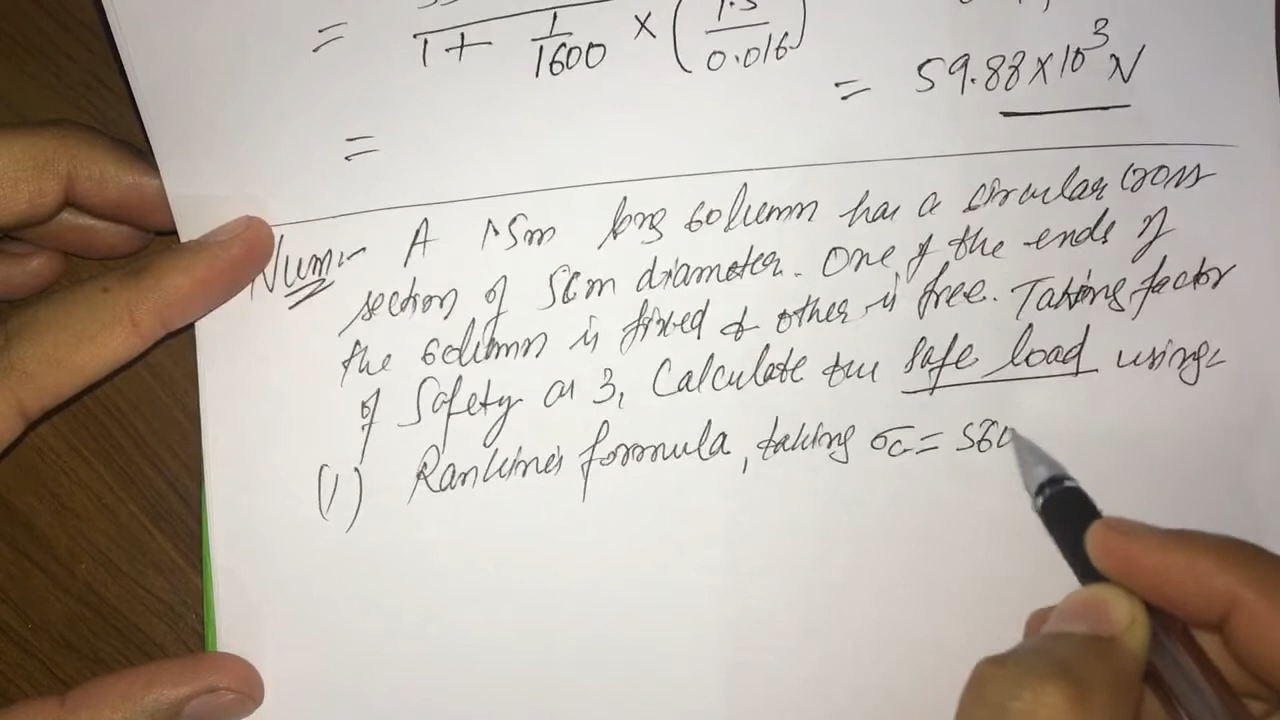 = 1 + 1/1600 × (1.5/0.016)
= 59.88×10³ N
=
Num:- A 1.5m long column has a circular cross
section of 5cm diameter. One of the ends of
the column is fixed & other is free. Taking factor
of Safety as 3, Calculate the safe load using:
(1) Rankine's formula, taking σc = 560